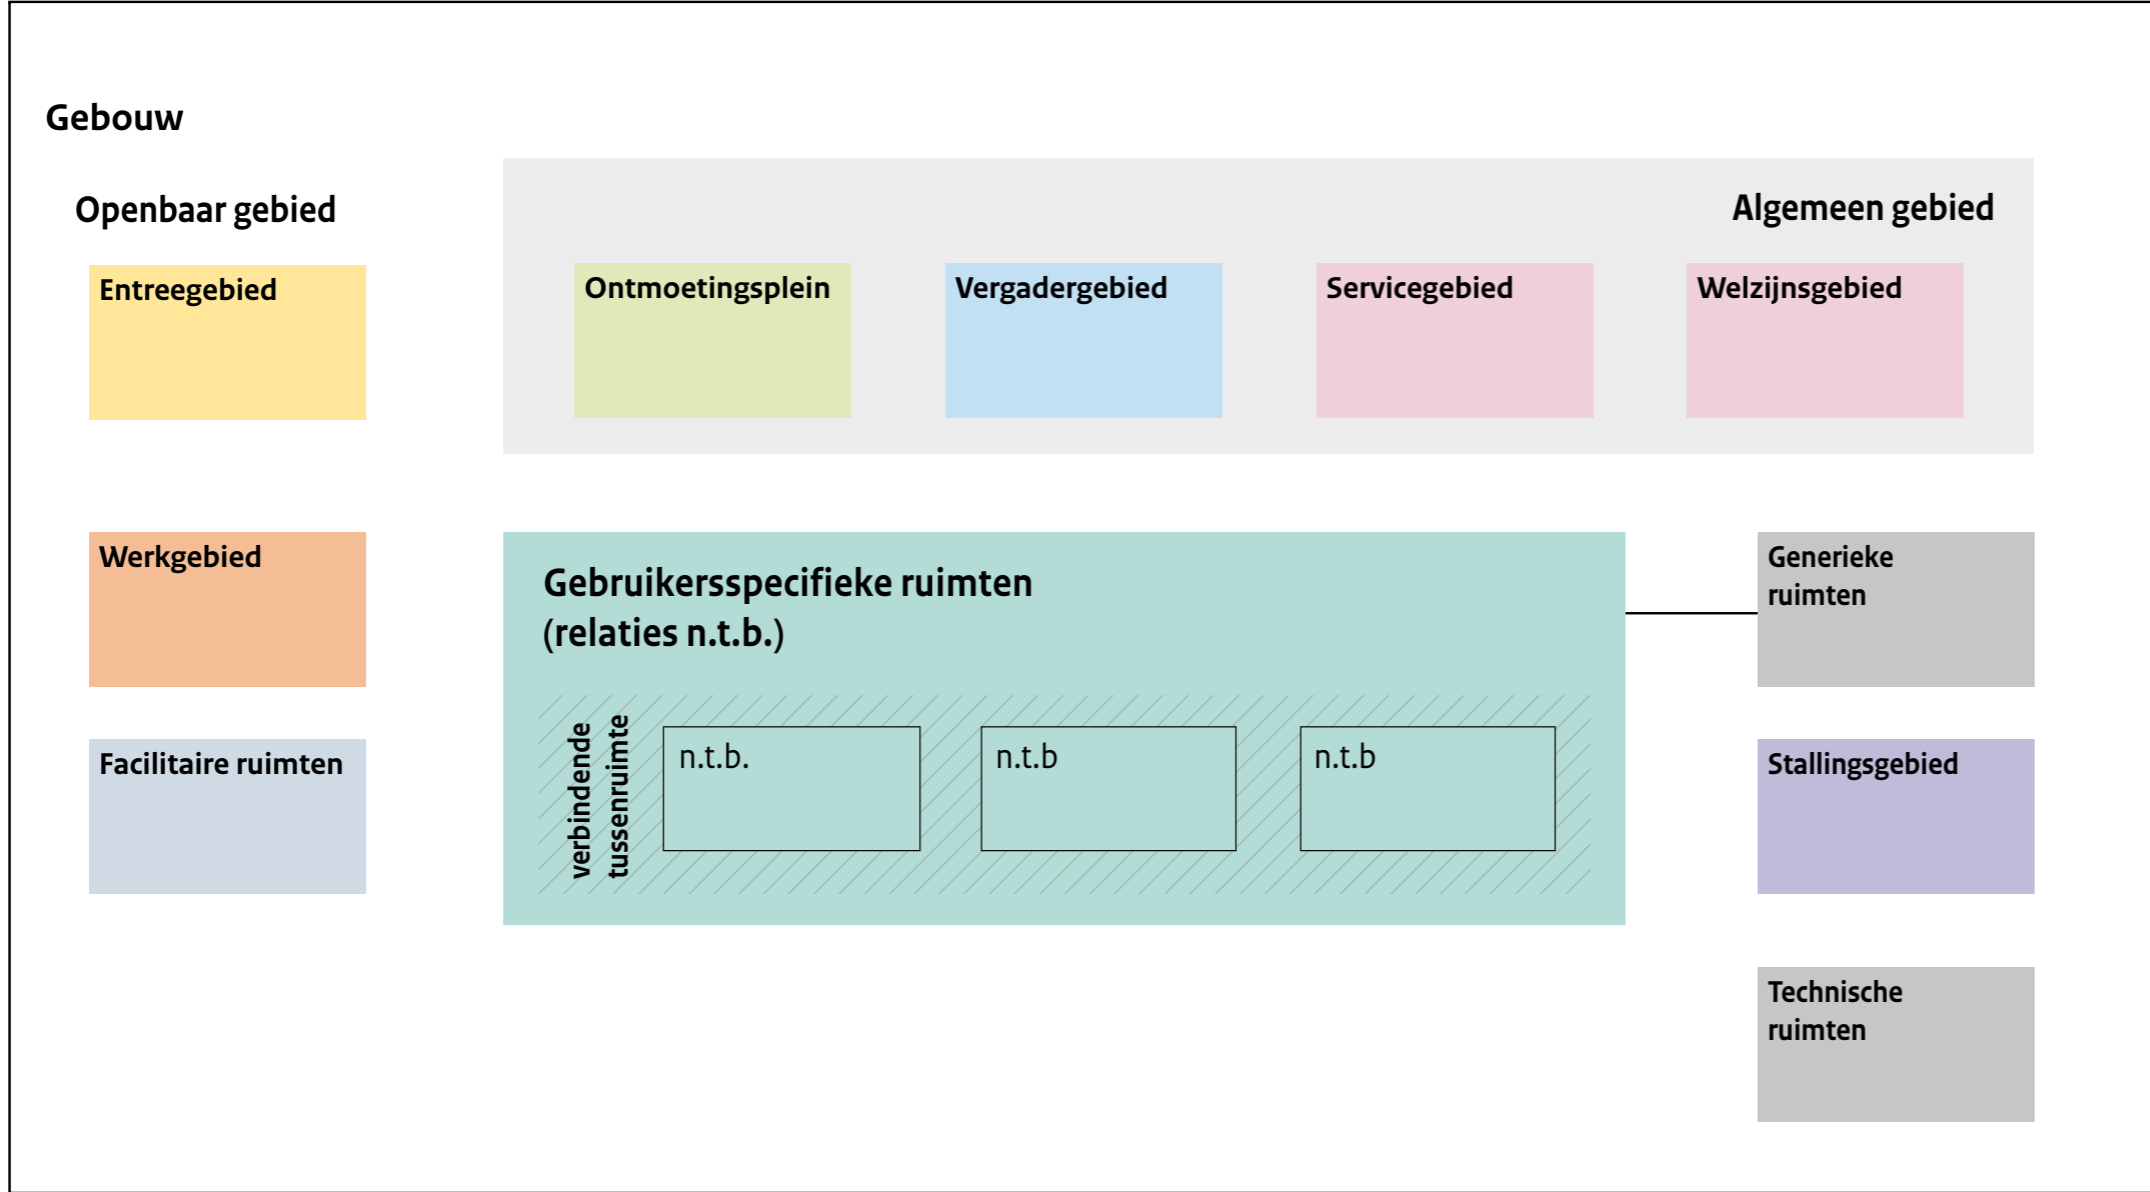 Gebouw
Openbaar gebied
Algemeen gebied
Entreegebied
Ontmoetingsplein
Vergadergebied
Servicegebied
Welzijnsgebied
Werkgebied
Gebruikersspecifieke ruimten
(relaties n.t.b.)
Generieke
ruimten
Facilitaire ruimten
verbindende
tussenruimte
n.t.b.
n.t.b
n.t.b
Stallingsgebied
Technische
ruimten